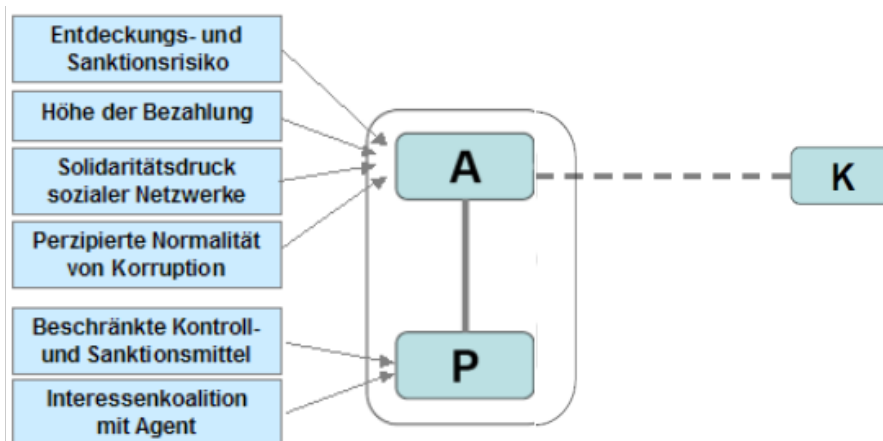 Entdeckungs- und
Sanktionsrisiko
Höhe der Bezahlung
Solidaritätsdruck
sozialer Netzwerke
Perzipierte Normalität
von Korruption
Beschränkte Kontroll-
und Sanktionsmittel
Interessenkoalition
mit Agent
A
K
P